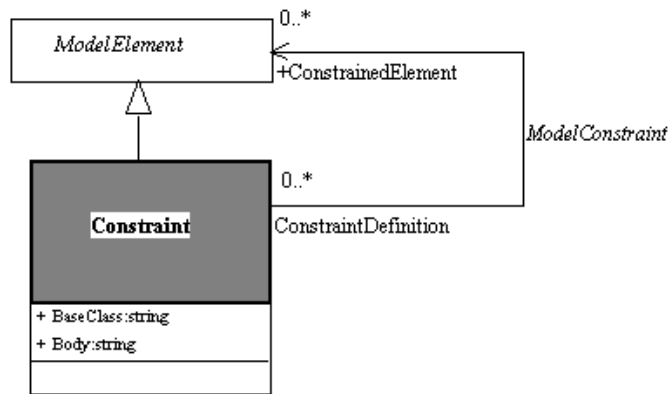 0..*
ModelElement
+ConstrainedElement
ModelConstraint
0..*
Constraint
ConstraintDefinition
+ BaseClass:string
+ Body:string